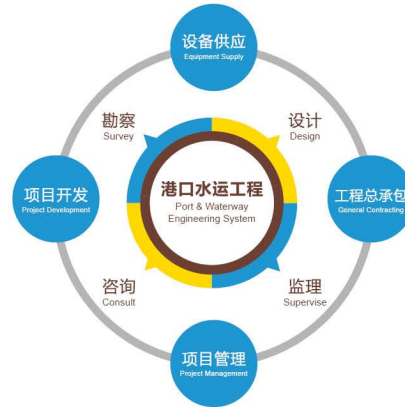 设备供应
Equipment Supply
勘察
Survey
设计
Design
项目开发
Project Development
港口水运工程
Port & Waterway
Engineering System
工程总承包
General Contracting
咨询
Consult
监理
Supervise
项目管理
Project Management